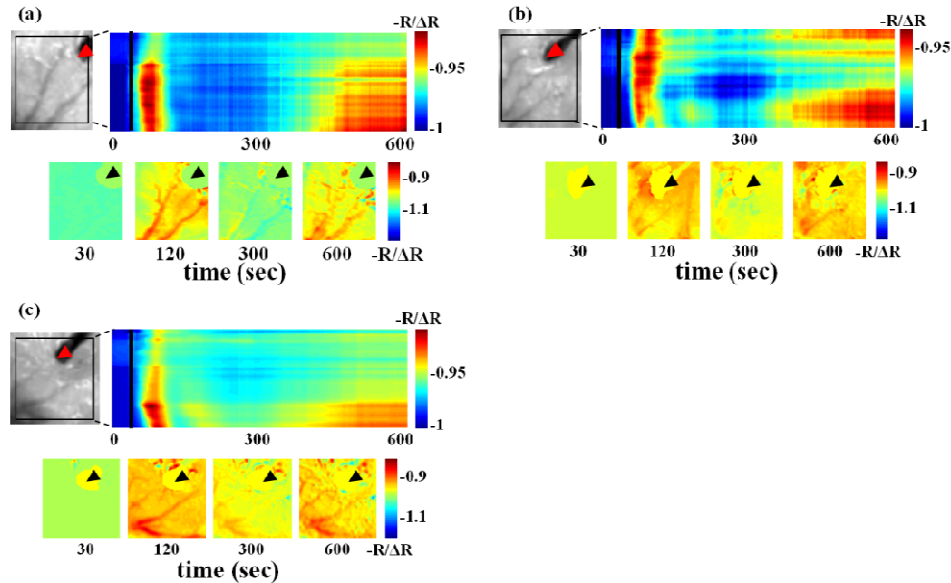 (a)
-R/ΔR
-0.95
-1
0 300 600
-0.9
-1.1
30 120 300 600 -R/ΔR
time (sec)
(b)
-R/ΔR
-0.95
-1
0 300 600
-0.9
-1.1
30 120 300 600 -R/ΔR
time (sec)
(c)
-R/ΔR
-0.95
-1
0 300 600
-0.9
-1.1
30 120 300 600 -R/ΔR
time (sec)